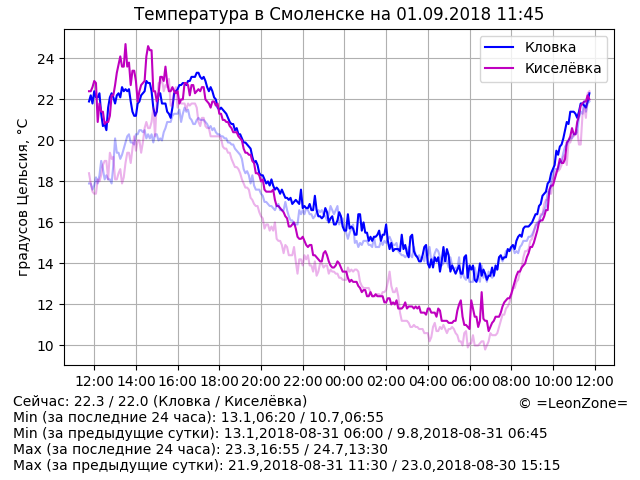 Температура в Смоленске на 01.09.2018 11:45
градусов Цельсия, °C
24
22
20
18
16
14
12
10
Кловка
Киселёвка
12:00 14:00 16:00 18:00 20:00 22:00 00:00 02:00 04:00 06:00 08:00 10:00 12:00
Сейчас: 22.3 / 22.0 (Кловка / Киселёвка)
© =LeonZone=
Min (за последние 24 часа): 13.1,06:20 / 10.7,06:55
Min (за предыдущие сутки): 13.1,2018-08-31 06:00 / 9.8,2018-08-31 06:45
Max (за последние 24 часа): 23.3,16:55 / 24.7,13:30
Max (за предыдущие сутки): 21.9,2018-08-31 11:30 / 23.0,2018-08-30 15:15